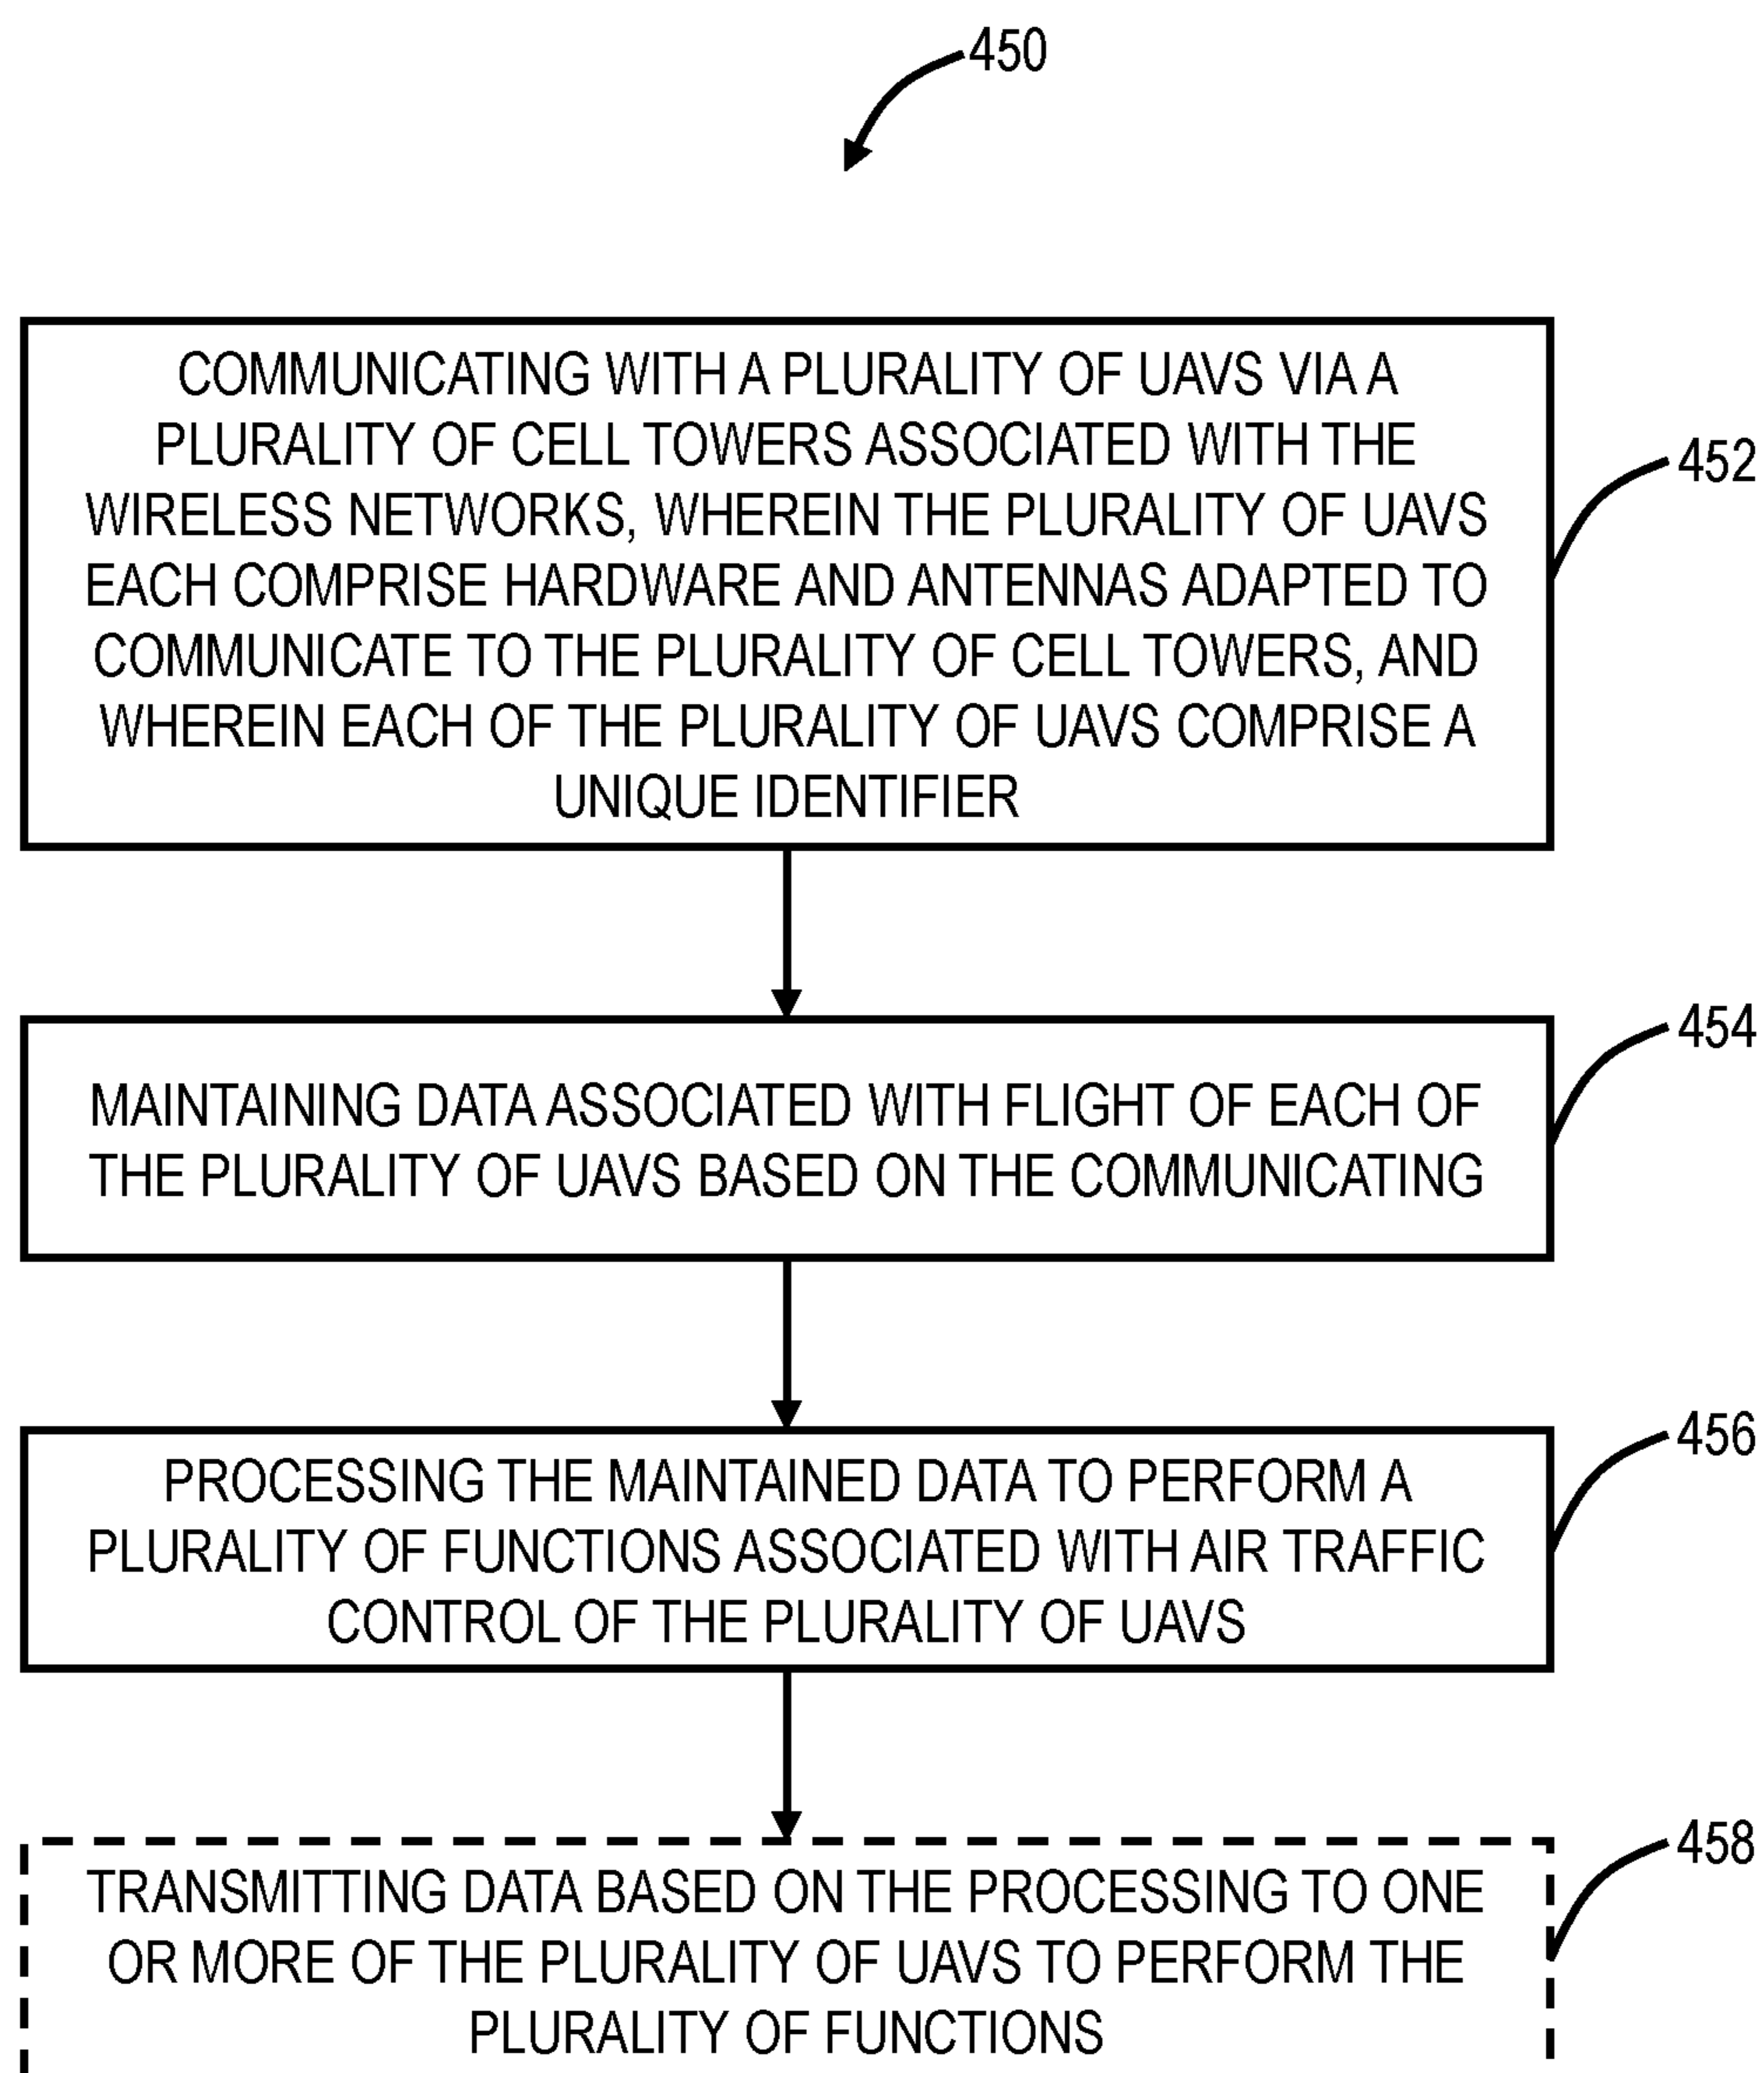 450
COMMUNICATING WITH A PLURALITY OF UAVS VIA A
PLURALITY OF CELL TOWERS ASSOCIATED WITH THE
WIRELESS NETWORKS, WHEREIN THE PLURALITY OF UAVS
EACH COMPRISE HARDWARE AND ANTENNAS ADAPTED TO
COMMUNICATE TO THE PLURALITY OF CELL TOWERS, AND
WHEREIN EACH OF THE PLURALITY OF UAVS COMPRISE A
UNIQUE IDENTIFIER
452
MAINTAINING DATA ASSOCIATED WITH FLIGHT OF EACH OF
THE PLURALITY OF UAVS BASED ON THE COMMUNICATING
454
PROCESSING THE MAINTAINED DATA TO PERFORM A
PLURALITY OF FUNCTIONS ASSOCIATED WITH AIR TRAFFIC
CONTROL OF THE PLURALITY OF UAVS
456
TRANSMITTING DATA BASED ON THE PROCESSING TO ONE
OR MORE OF THE PLURALITY OF UAVS TO PERFORM THE
PLURALITY OF FUNCTIONS
458